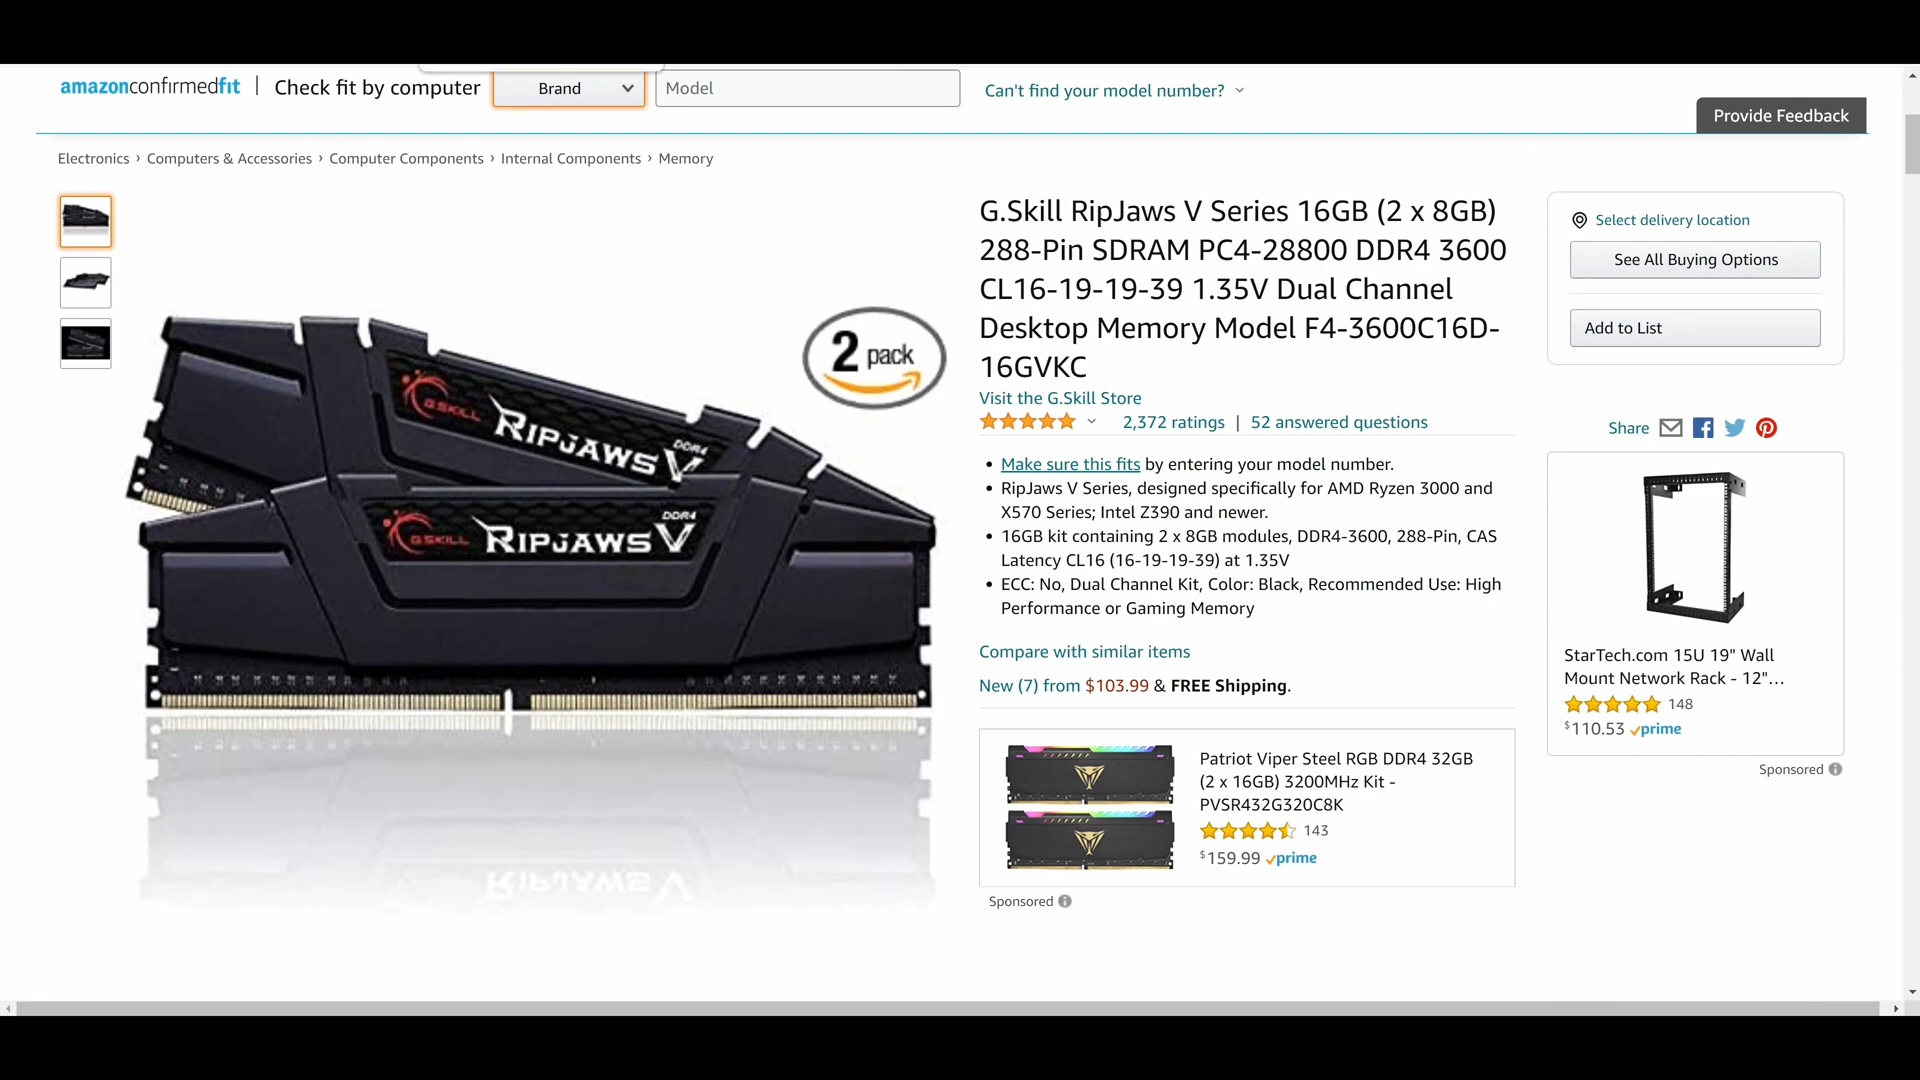 amazonconfirmedfit | Check fit by computer Brand Model Can't find your model number?
Provide Feedback
Electronics › Computers & Accessories › Computer Components › Internal Components › Memory
2 pack
G.SKILL RIPJAWS V DDR4
G.SKILL RIPJAWS V DDR4
G.Skill RipJaws V Series 16GB (2 x 8GB)
288-Pin SDRAM PC4-28800 DDR4 3600
CL16-19-19-39 1.35V Dual Channel
Desktop Memory Model F4-3600C16D-
16GVKC
Visit the G.Skill Store
2,372 ratings | 52 answered questions
• Make sure this fits by entering your model number.
• RipJaws V Series, designed specifically for AMD Ryzen 3000 and
X570 Series; Intel Z390 and newer.
• 16GB kit containing 2 x 8GB modules, DDR4-3600, 288-Pin, CAS
Latency CL16 (16-19-19-39) at 1.35V
• ECC: No, Dual Channel Kit, Color: Black, Recommended Use: High
Performance or Gaming Memory
Compare with similar items
New (7) from $103.99 & FREE Shipping.
Patriot Viper Steel RGB DDR4 32GB
(2 x 16GB) 3200MHz Kit -
PVSR432G320C8K
143
$159.99 prime
Sponsored
Select delivery location
See All Buying Options
Add to List
Share
StarTech.com 15U 19" Wall
Mount Network Rack - 12"...
148
$110.53 prime
Sponsored